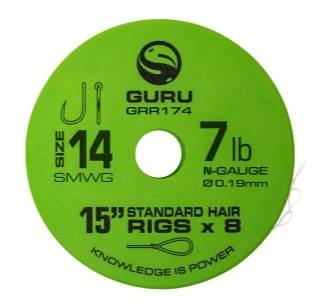 GURU
GRR174
SIZE
14
SMWG
7lb
N-GAUGE
Ø0.19mm
15” STANDARD HAIR
RIGS x 8
KNOWLEDGE IS POWER